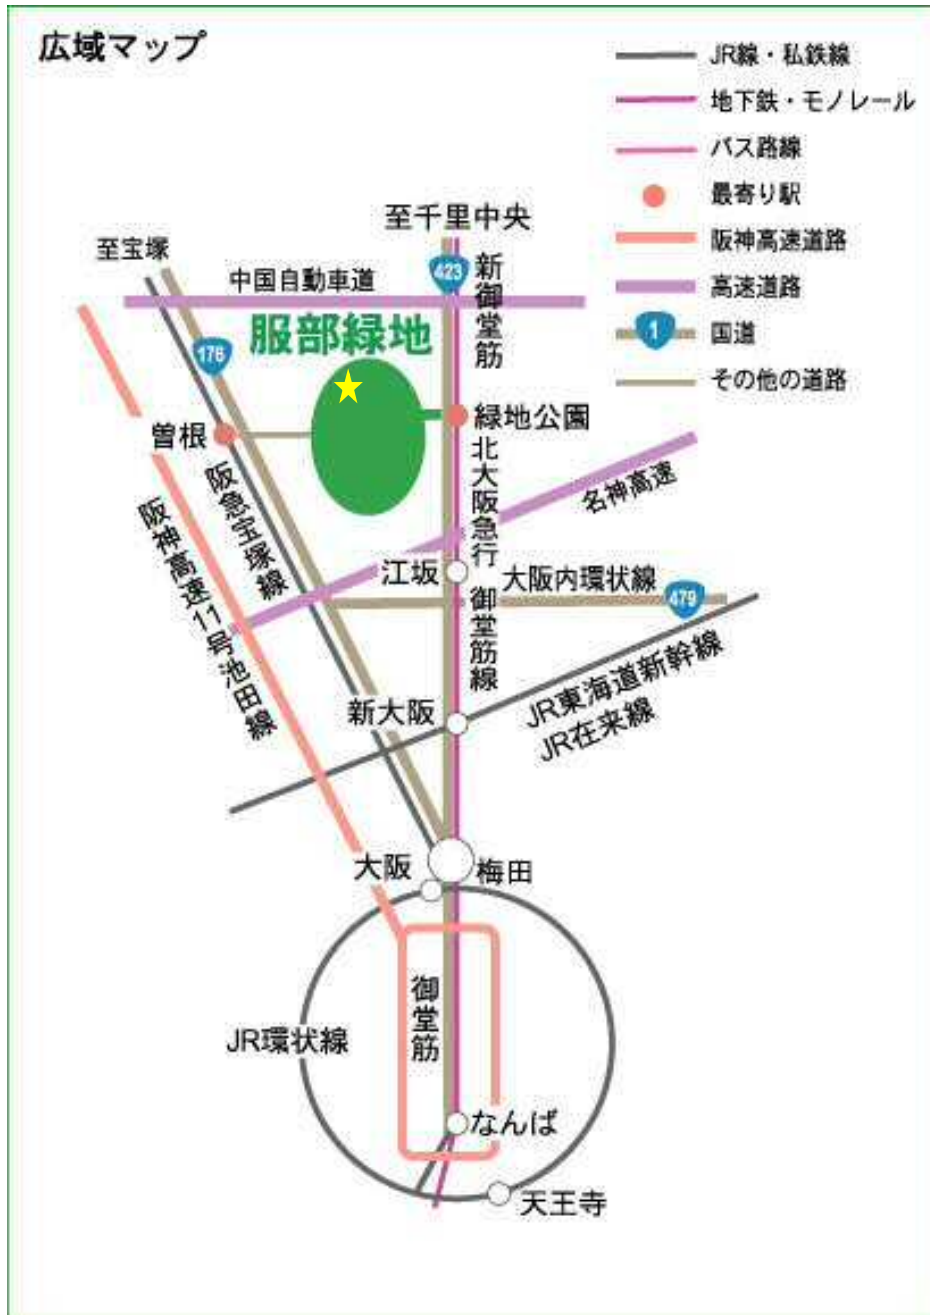 広域マップ
JR線・私鉄線
地下鉄・モノレール
バス路線
最寄り駅
阪神高速道路
高速道路
1
国道
その他の道路
至千里中央
至宝塚
423
新御堂筋
中国自動車道
服部緑地
176
緑地公園
曽根
北大阪急行
阪急宝塚線
名神高速
阪神高速11号池田線
江坂
大阪内環状線
479
御堂筋線
新大阪
JR東海道新幹線
JR在来線
大阪
梅田
御堂筋
JR環状線
なんば
天王寺